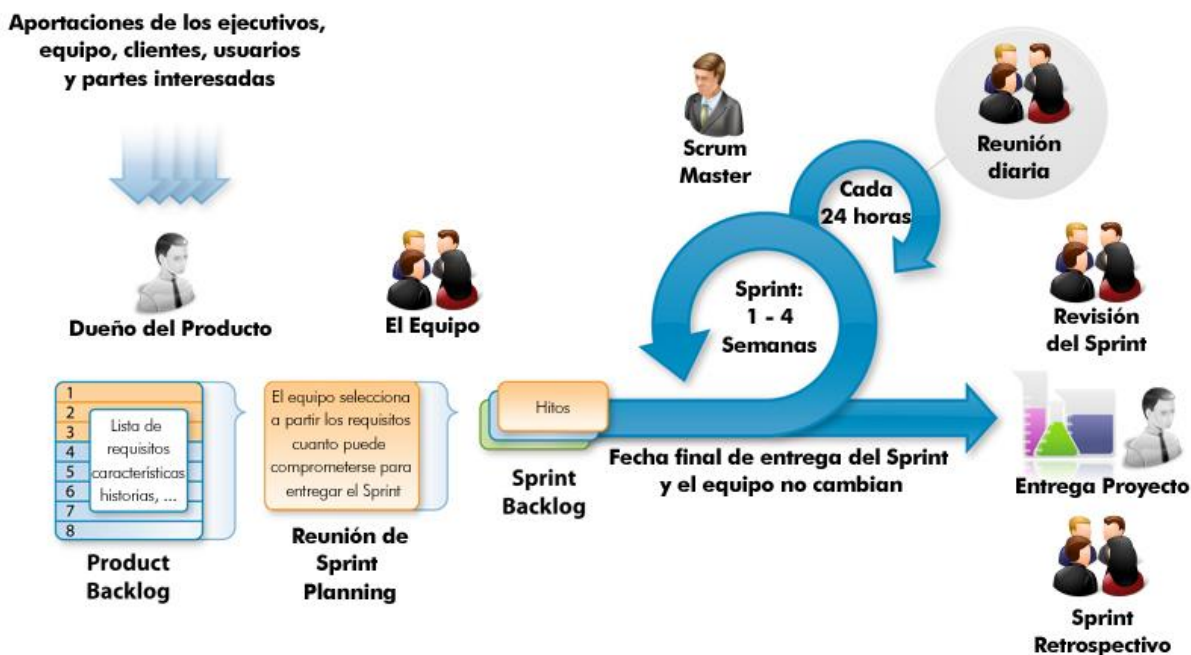 Aportaciones de los ejecutivos,
equipo, clientes, usuarios
y partes interesadas
Dueño del Producto
El Equipo
Scrum
Master
Reunión
diaria
Cada
24 horas
Sprint:
1 - 4
Semanas
Revisión
del Sprint
1
2
3
4
5
6
7
8
Lista de
requisitos
características
historias, ...
Product
Backlog
El equipo selecciona
a partir los requisitos
cuanto puede
comprometerse para
entregar el Sprint
Reunión de
Sprint
Planning
Hitos
Sprint
Backlog
Fecha final de entrega del Sprint
y el equipo no cambian
Entrega Proyecto
Sprint
Retrospectivo